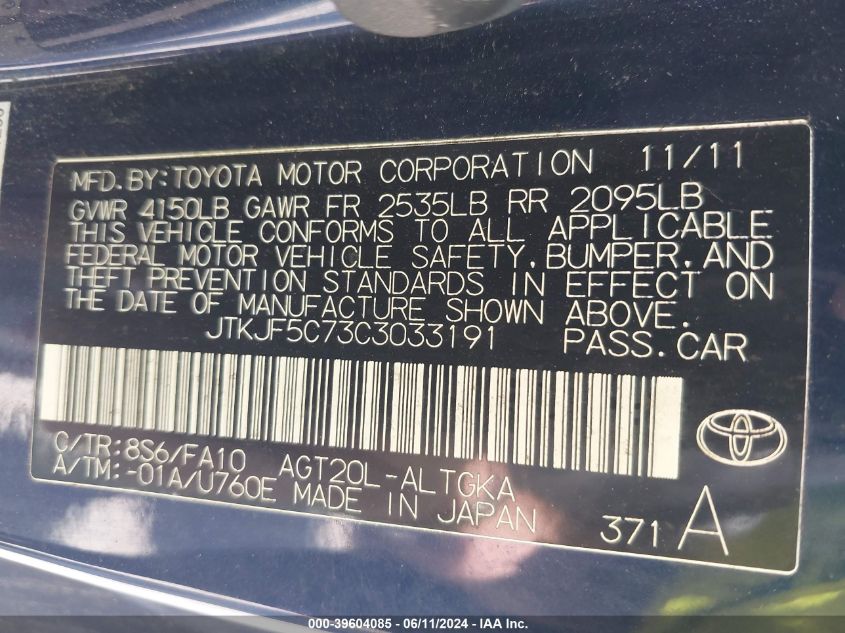 MFD.BY:TOYOTA MOTOR CORPORATION 11/11
GVWR 4150LB GAWR FR 2535LB RR 2095LB
THIS VEHICLE CONFORMS TO ALL APPLICABLE
FEDERAL MOTOR VEHICLE SAFETY,BUMPER,AND
THEFT PREVENTION STANDARDS IN EFFECT ON
THE DATE OF MANUFACTURE SHOWN ABOVE.
JTKJF5C73C3033191 PASS.CAR
C/TR:8S6/FA10 AGT20L-ALTGKA
A/TM:-01A/U760E MADE IN JAPAN
371 A
000-39604085 - 06/11/2024 - IAA Inc.